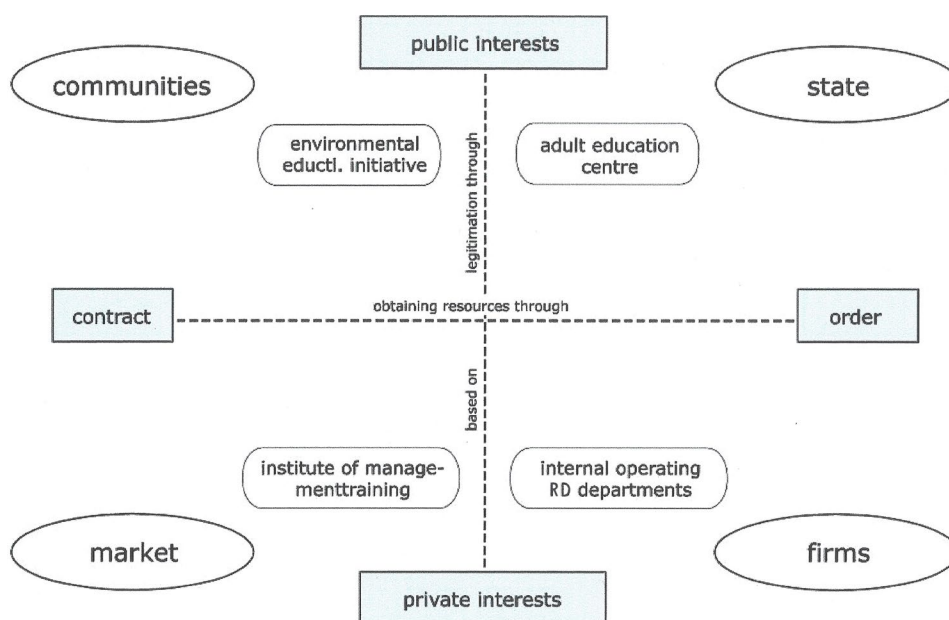 public interests
communities
state
environmental
eductl. initiative
adult education
centre
legitimation through
contract
obtaining resources through
order
based on
institute of manage-
menttraining
internal operating
RD departments
market
firms
private interests